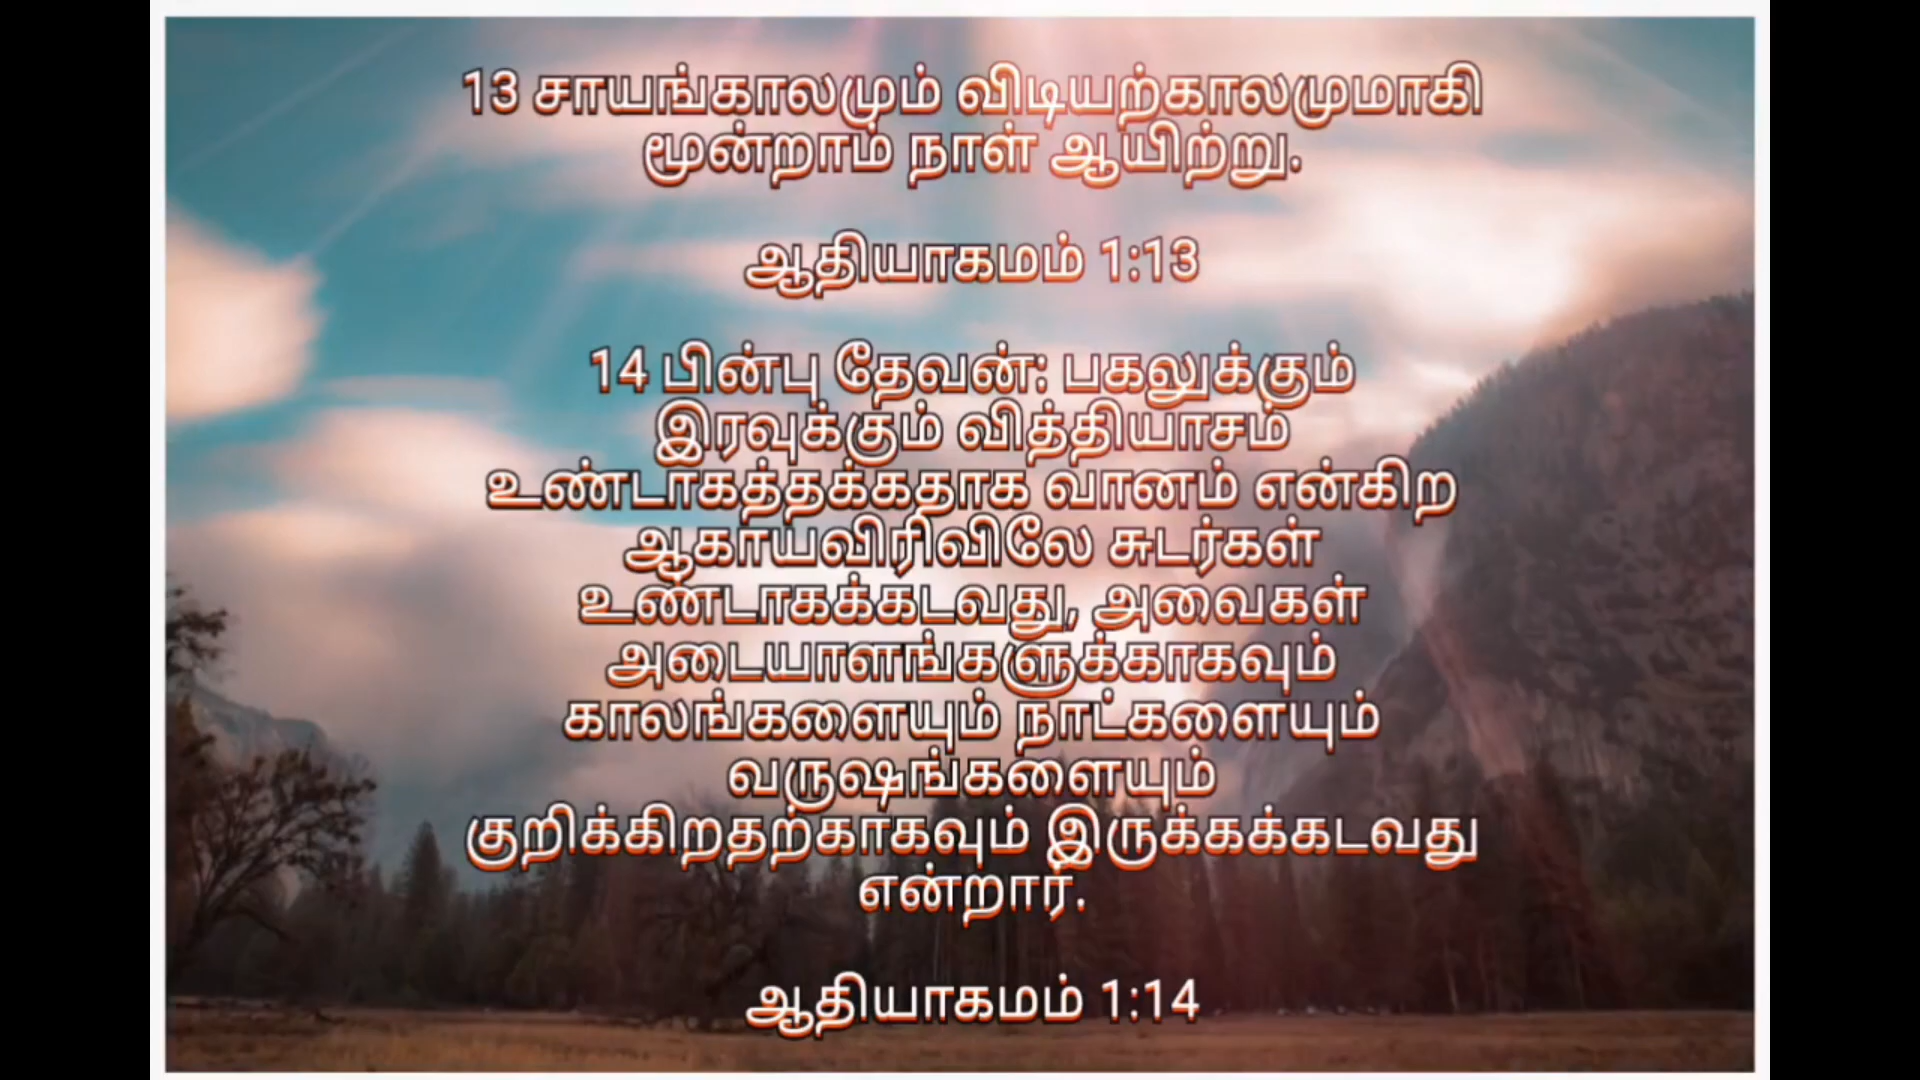 13 சாயங்காலமும் விடியற்காலமுமாகி
மூன்றாம் நாள் ஆயிற்று.
ஆதியாகமம் 1:13
14 பின்பு தேவன்: பகலுக்கும்
இரவுக்கும் வித்தியாசம்
உண்டாகத்தக்கதாக வானம் என்கிற
ஆகாயவிரிவிலே சுடர்கள்
உண்டாகக்கடவது, அவைகள்
அடையாளங்களுக்காகவும்
காலங்களையும் நாட்களையும்
வருஷங்களையும்
குறிக்கிறதற்காகவும் இருக்கக்கடவது
என்றார்.
ஆதியாகமம் 1:14